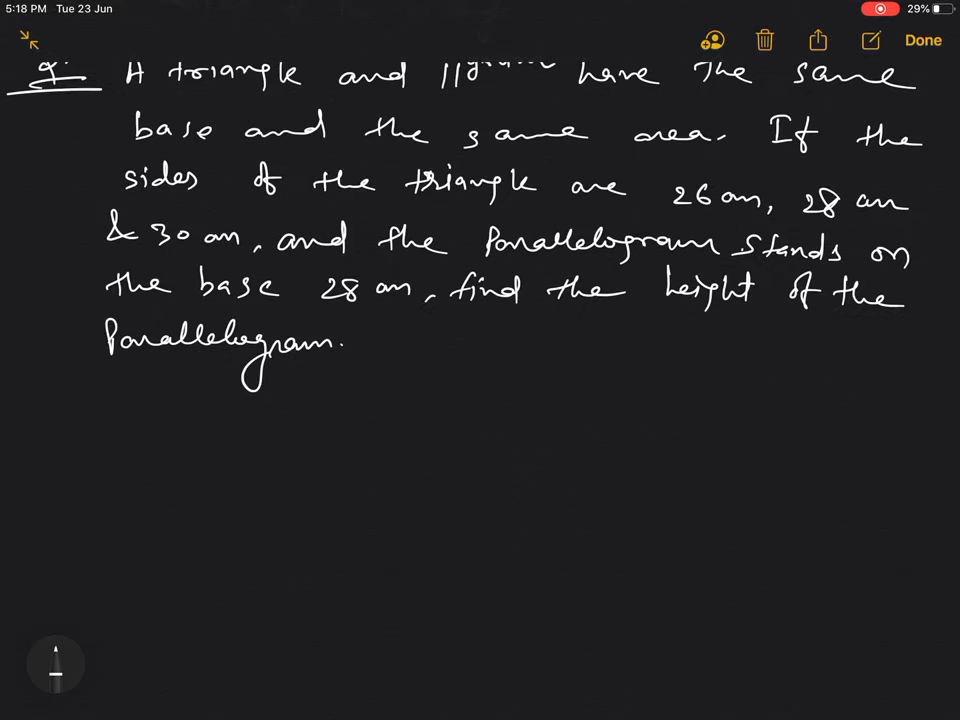 5:18 PM Tue 23 Jun 29%
Done
Q. A triangle and ||gram have the same
base and the same area. If the
sides of the triangle are 26 cm, 28 cm
& 30 cm, and the parallelogram stands on
the base 28 cm, find the height of the
Parallelogram.